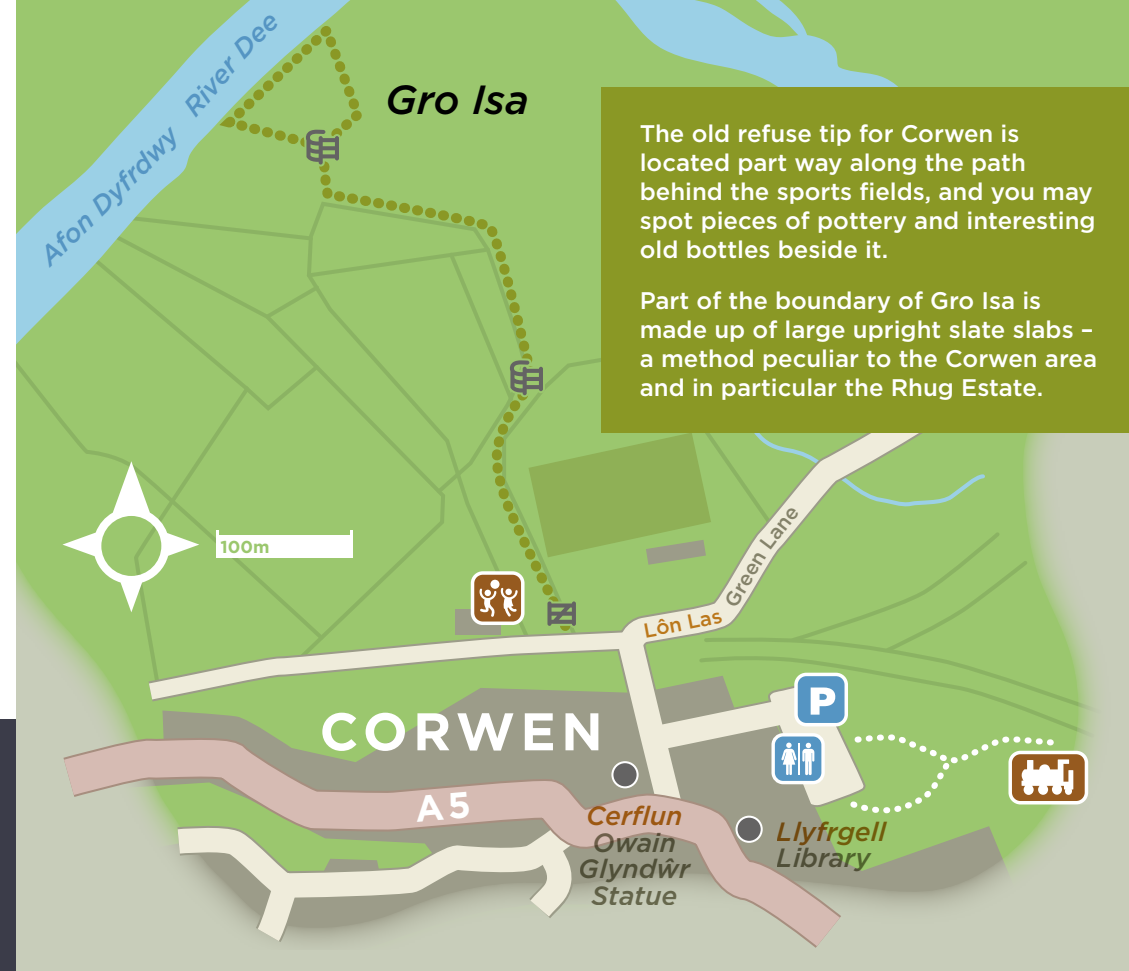 Afon Dyfrdwy River Dee
Gro Isa
The old refuse tip for Corwen is
located part way along the path
behind the sports fields, and you may
spot pieces of pottery and interesting
old bottles beside it.
Part of the boundary of Gro Isa is
made up of large upright slate slabs –
a method peculiar to the Corwen area
and in particular the Rhug Estate.
100m
Lôn Las Green Lane
P
CORWEN
A5
Cerflun
Owain
Glyndŵr
Statue
Llyfrgell
Library